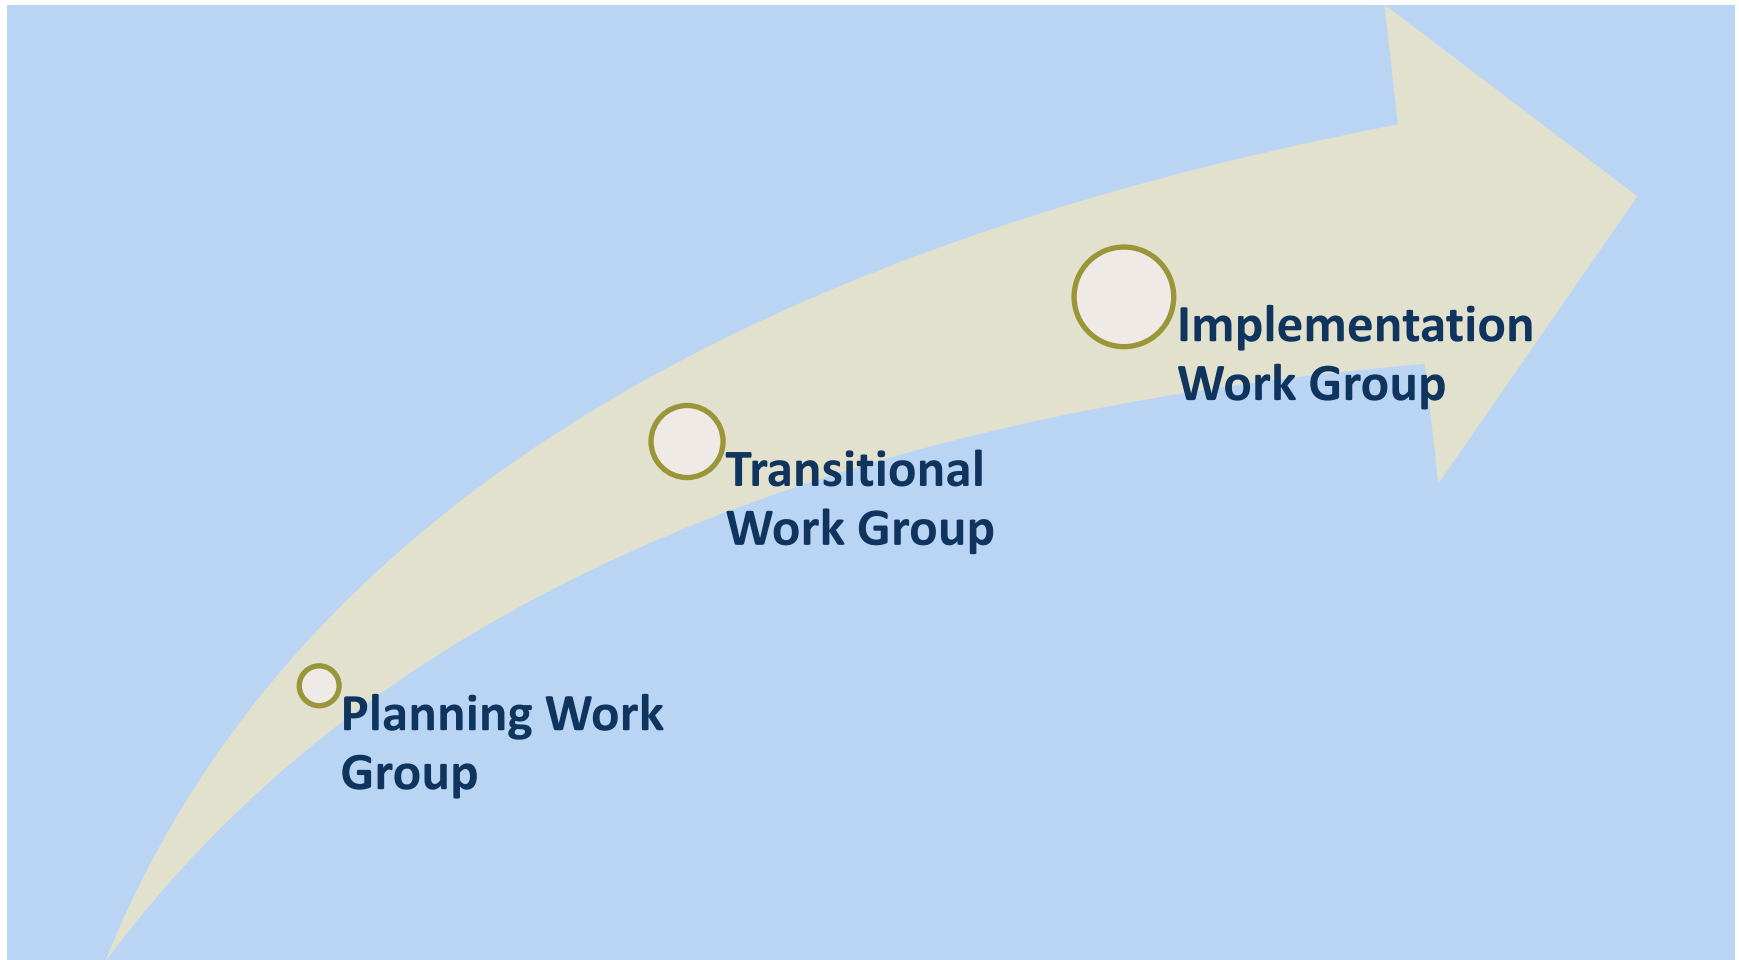 Implementation
Work Group
Transitional
Work Group
Planning Work
Group